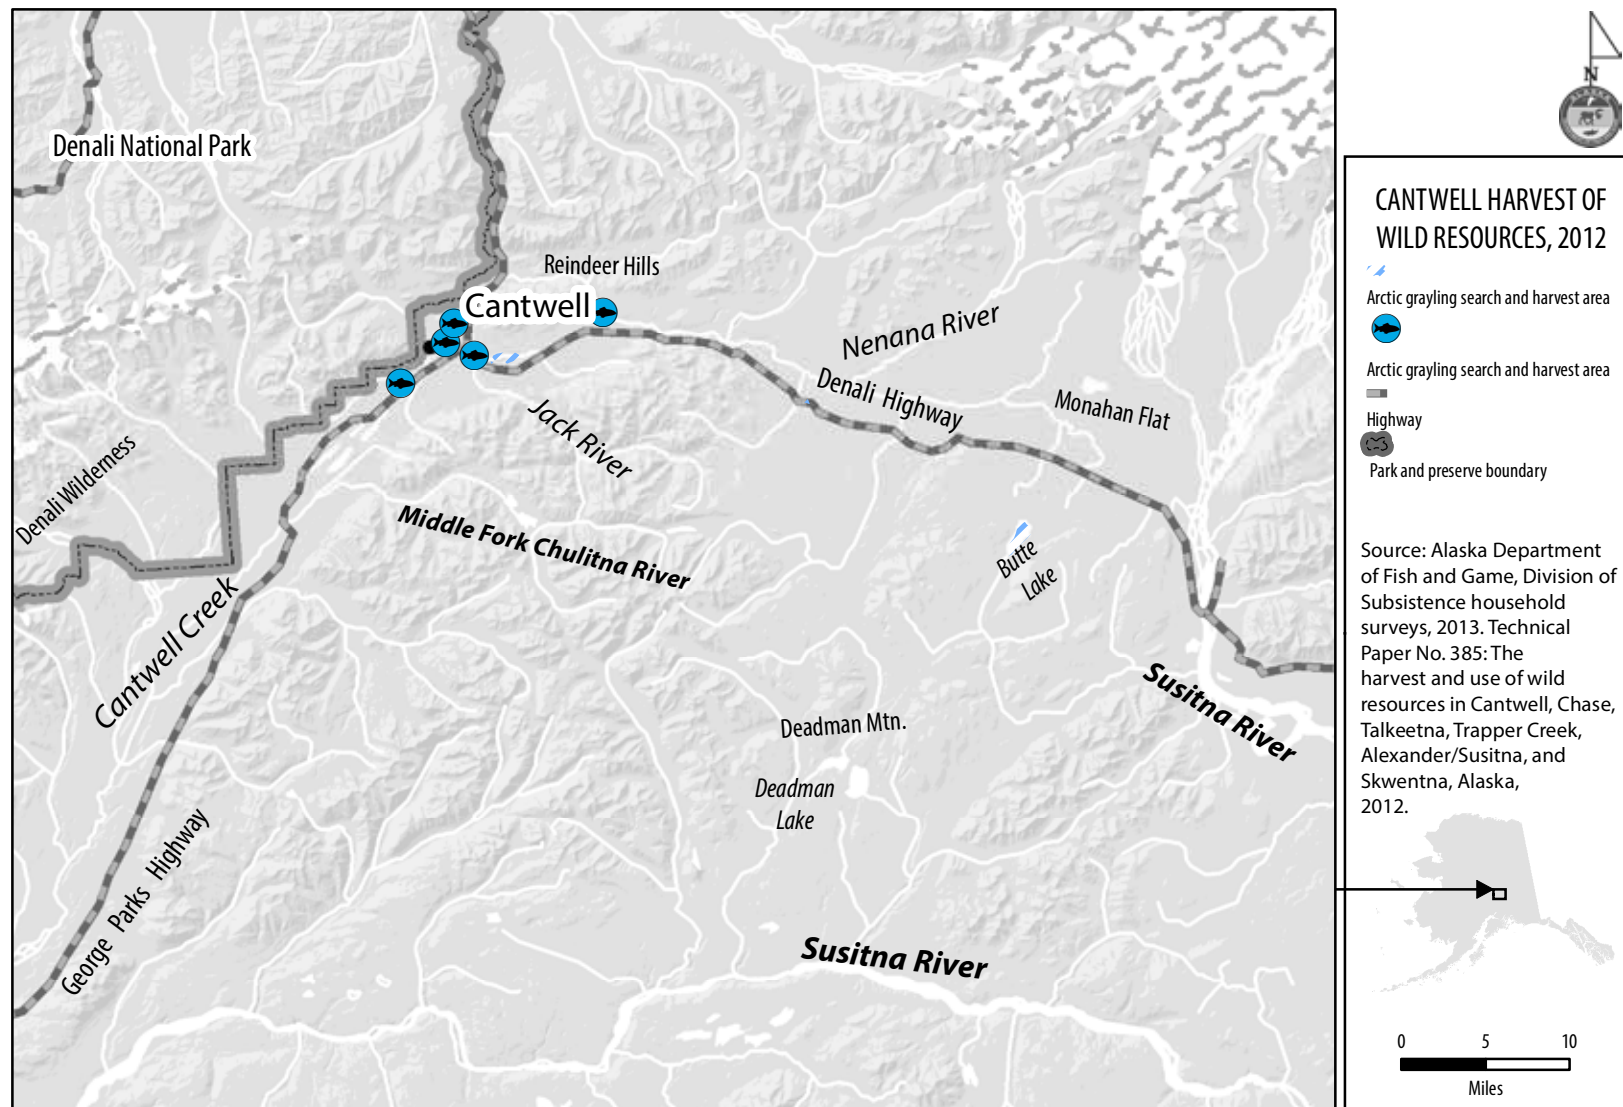 Denali National Park
Reindeer Hills
Cantwell
Nenana River
Denali Highway
Monahan Flat
Jack River
Denali Wilderness
Middle Fork Chulitna River
Butte
Lake
Cantwell Creek
Susitna River
Deadman Mtn.
Deadman
Lake
George Parks Highway
Susitna River
N
ALASKA
CANTWELL HARVEST OF
WILD RESOURCES, 2012
Arctic grayling search and harvest area
Arctic grayling search and harvest area
Highway
Park and preserve boundary
Source: Alaska Department
of Fish and Game, Division of
Subsistence household
surveys, 2013. Technical
Paper No. 385: The
harvest and use of wild
resources in Cantwell, Chase,
Talkeetna, Trapper Creek,
Alexander/Susitna, and
Skwentna, Alaska,
2012.
0 5 10
Miles